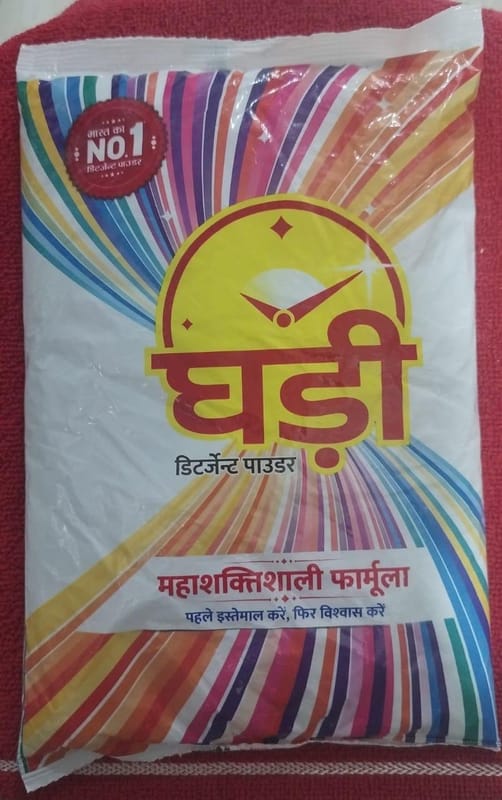 भारत का
NO.1
डिटर्जेन्ट पाउडर
घड़ी
डिटर्जेन्ट पाउडर
महाशक्तिशाली फार्मूला
पहले इस्तेमाल करें, फिर विश्वास करें